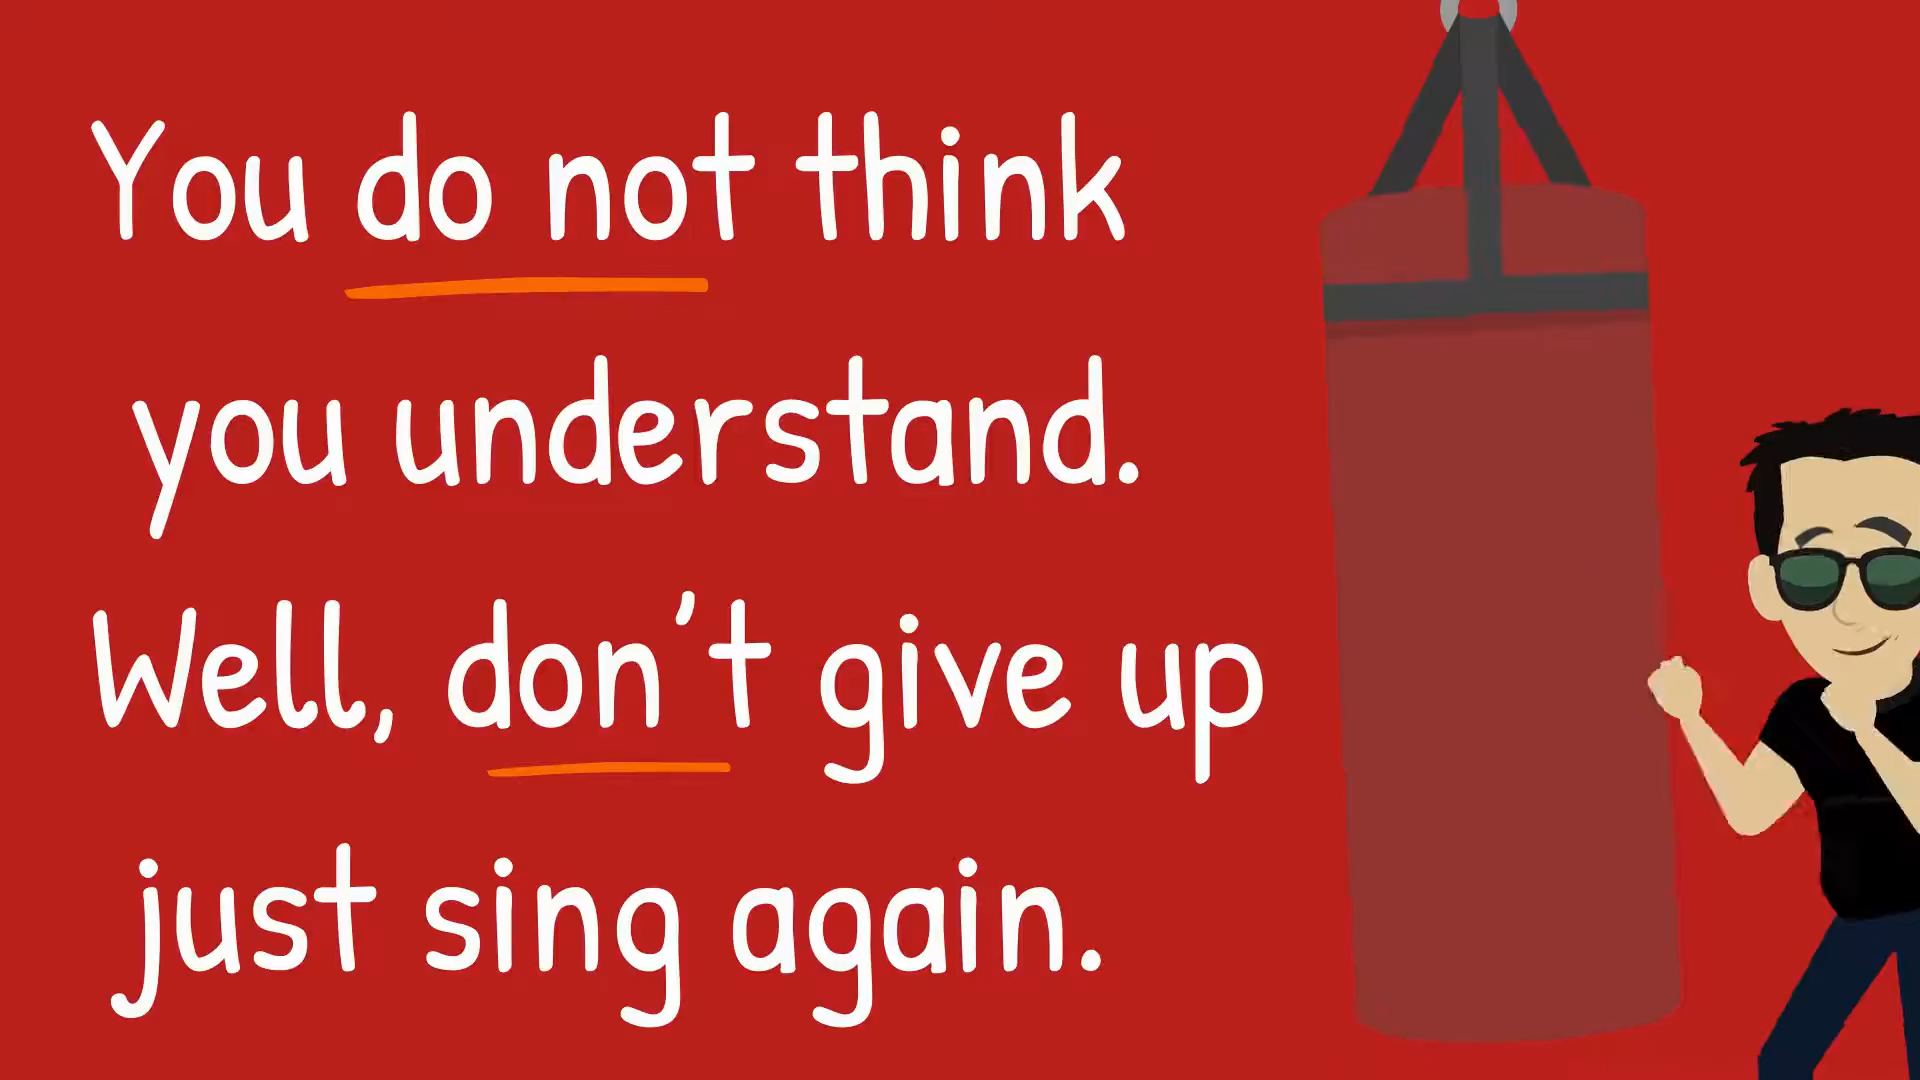 You do not think
you understand.
Well, don't give up
just sing again.